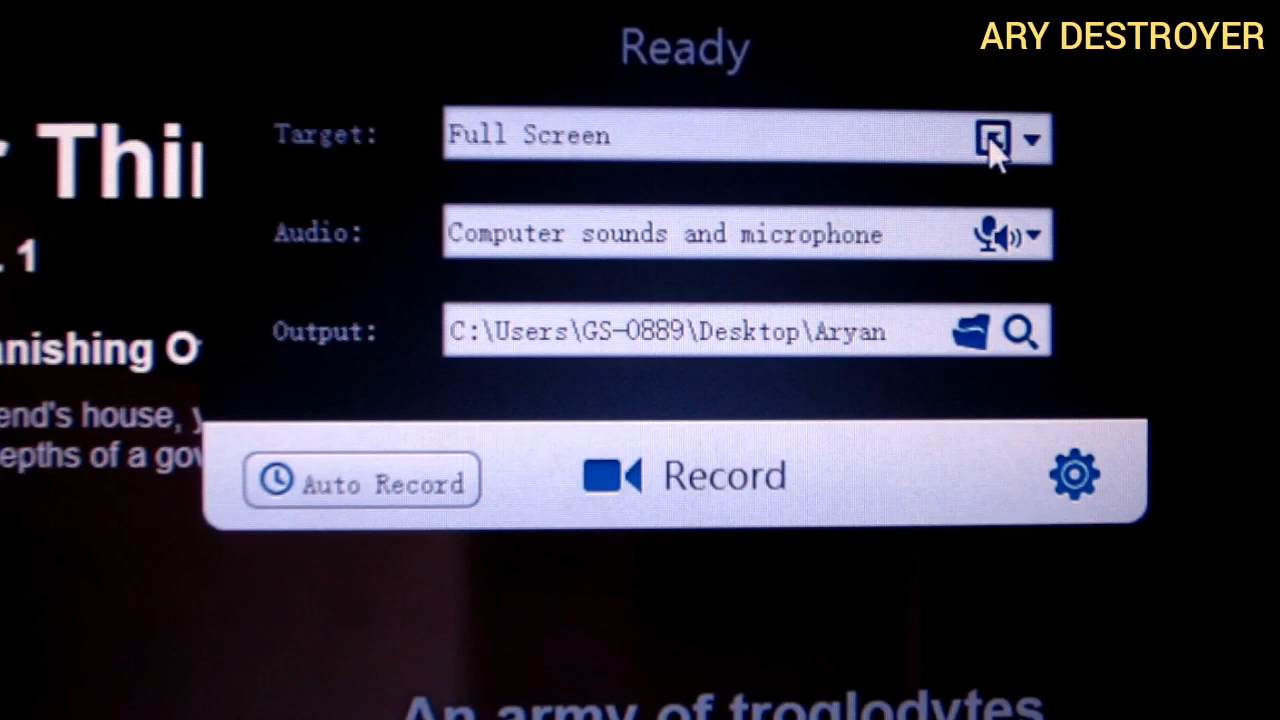 ARY DESTROYER
Ready
Target: Full Screen
Audio: Computer sounds and microphone
Output: C:\Users\GS-0889\Desktop\Aryan
Auto Record
Record
Thi
. 1
anishing O
end's house, y
epths of a gov
An army of troglodytes